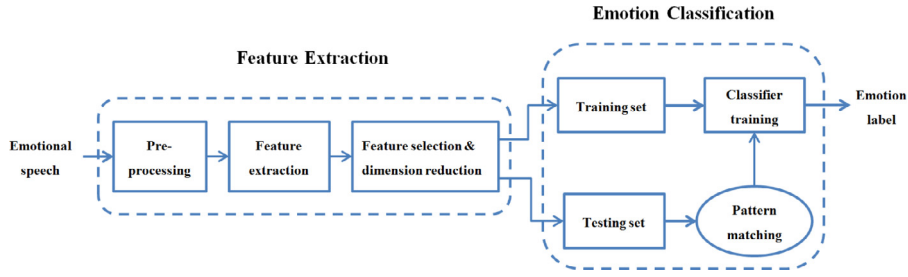 Emotion Classification
Feature Extraction
Emotional
speech
Pre-
processing
Feature
extraction
Feature selection &
dimension reduction
Training set
Classifier
training
Emotion
label
Testing set
Pattern
matching